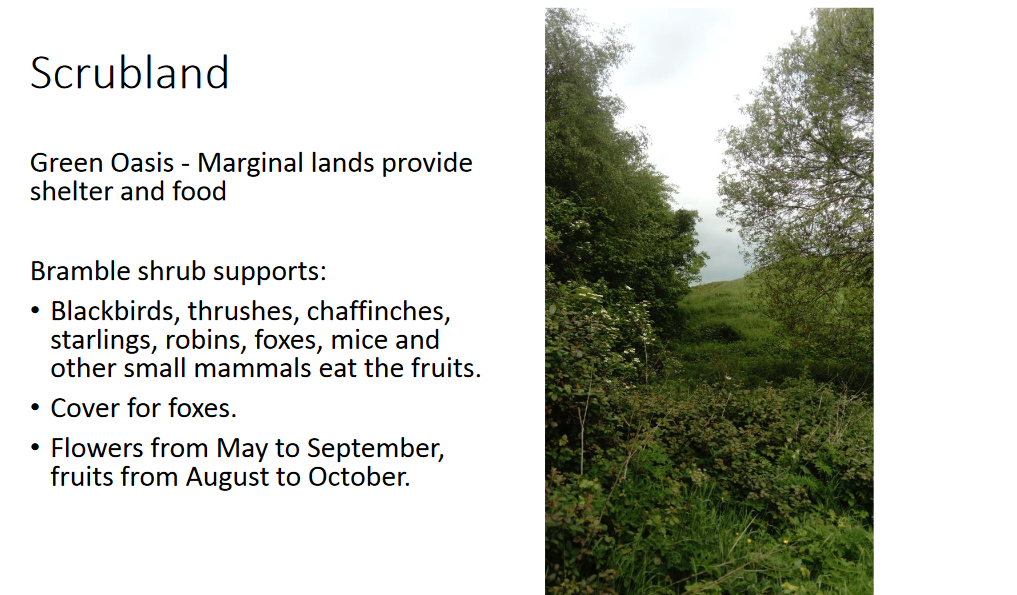 Scrubland
Green Oasis - Marginal lands provide
shelter and food
Bramble shrub supports:
• Blackbirds, thrushes, chaffinches,
starlings, robins, foxes, mice and
other small mammals eat the fruits.
• Cover for foxes.
• Flowers from May to September,
fruits from August to October.